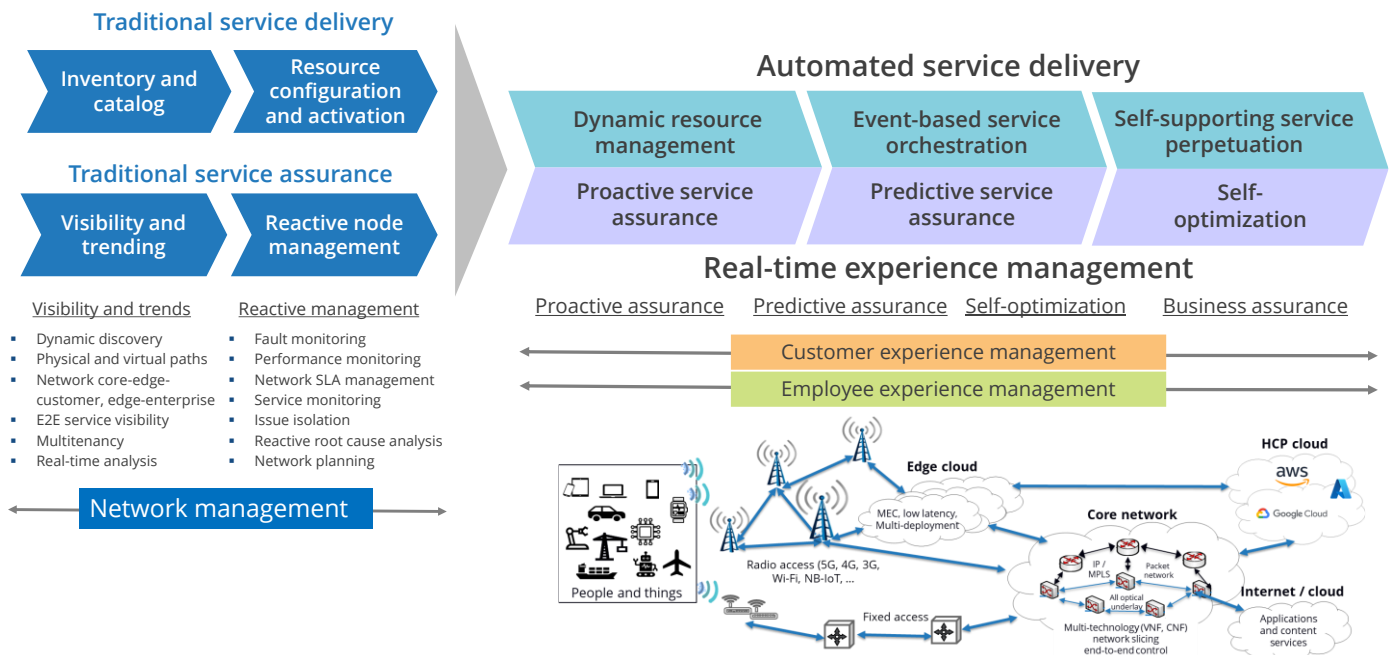 Traditional service delivery
Inventory and
catalog
Resource
configuration
and activation
Traditional service assurance
Visibility and
trending
Reactive node
management
Visibility and trends
▪ Dynamic discovery
▪ Physical and virtual paths
▪ Network core-edge-
customer, edge-enterprise
▪ E2E service visibility
▪ Multitenancy
▪ Real-time analysis
Reactive management
▪ Fault monitoring
▪ Performance monitoring
▪ Network SLA management
▪ Service monitoring
▪ Issue isolation
▪ Reactive root cause analysis
▪ Network planning
Network management
Automated service delivery
Dynamic resource
management
Event-based service
orchestration
Self-supporting service
perpetuation
Proactive service
assurance
Predictive service
assurance
Self-
optimization
Real-time experience management
Proactive assurance
Predictive assurance
Self-optimization
Business assurance
Customer experience management
Employee experience management
People and things
Radio access (5G, 4G, 3G,
Wi-Fi, NB-IoT, ...
Edge cloud
MEC, low latency,
Multi-deployment
Fixed access
Core network
IP /
MPLS
Packet
network
All optical
underlay
Multi-technology (VNF, CNF)
network slicing
end-to-end control
HCP cloud
aws
Google Cloud
Internet / cloud
Applications
and content
services